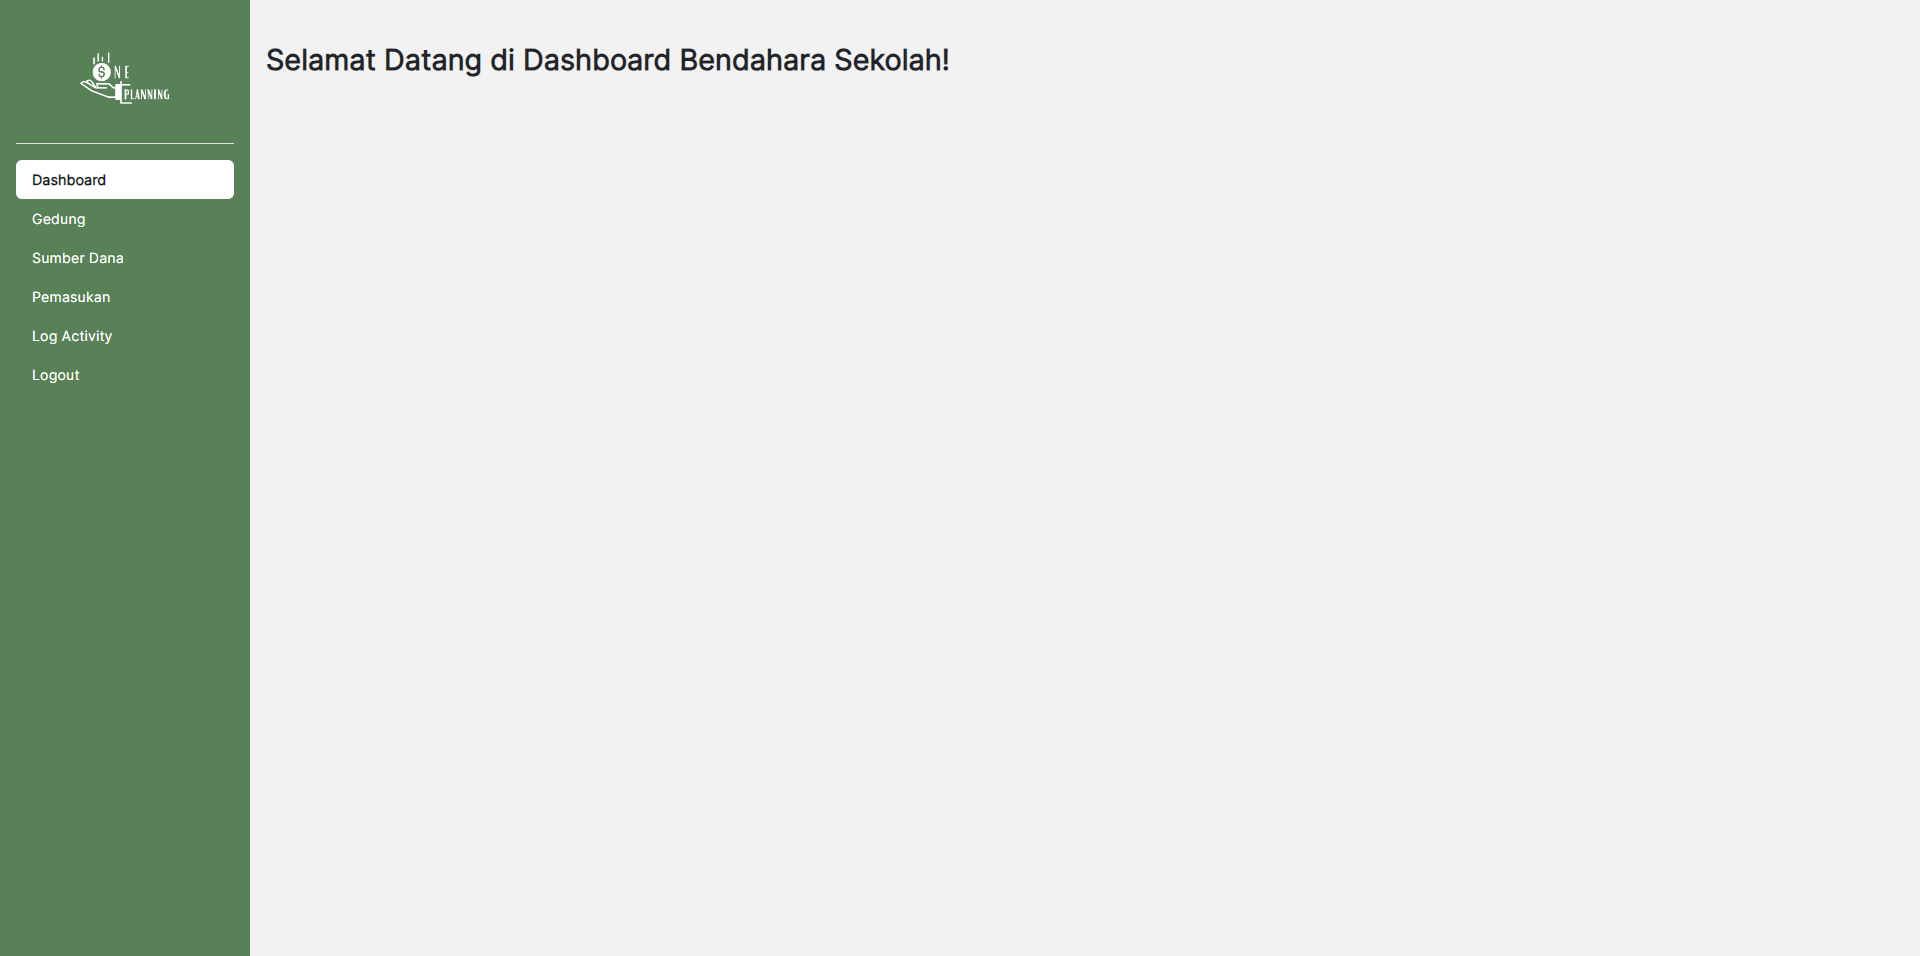 NE
PLANNING
Selamat Datang di Dashboard Bendahara Sekolah!
Dashboard
Gedung
Sumber Dana
Pemasukan
Log Activity
Logout